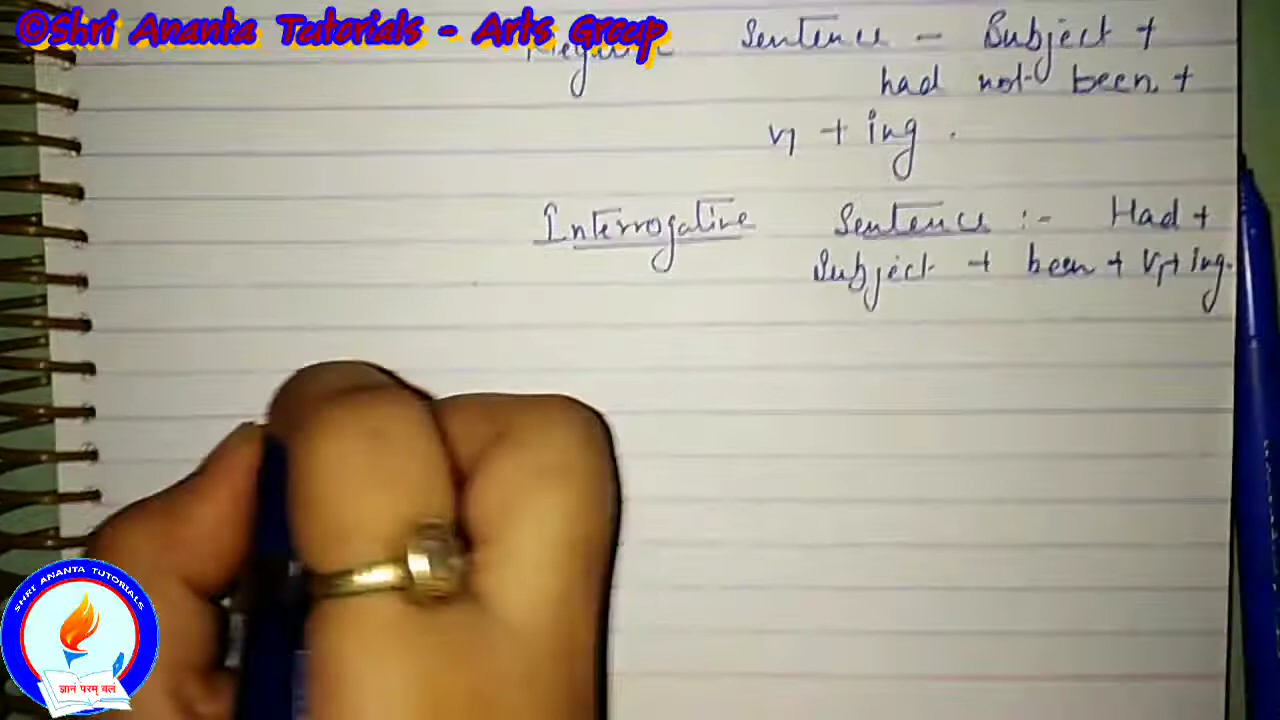 ©Shri Ananta Tutorials - Arts Group
Sentence - Subject +
had not been +
V1 + ing .
Interrogative Sentence :- Had +
Subject + been + V1 + ing.
SHRI ANANTA TUTORIALS
ज्ञान परम् बलं